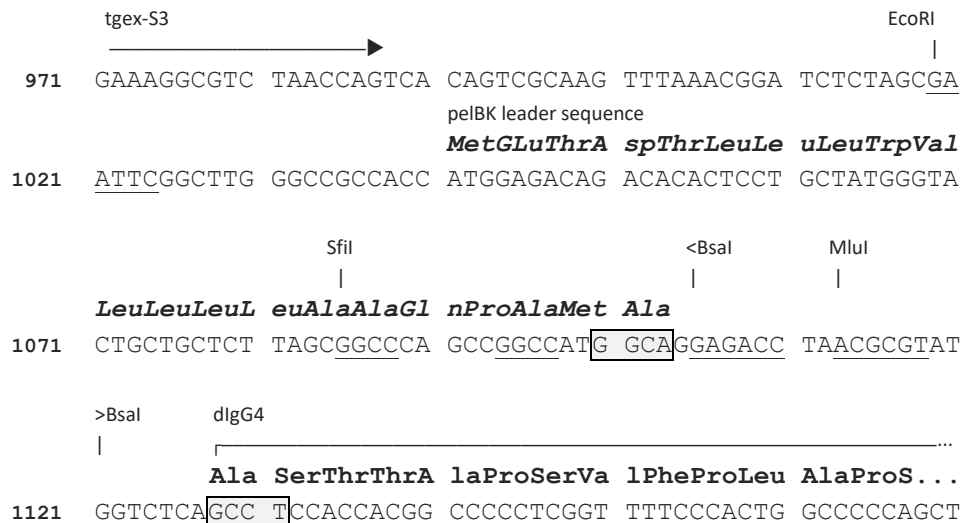 tgex-S3 EcoRI
971 GAAAGGCGTC TAACCAGTCA CAGTCGCAAG TTTAAACGGA TCTCTAGCGA
pelBK leader sequence
MetGLuThrA spThrLeuLe uLeuTrpVal
1021 ATTCGGCTTG GGCCGCCACC ATGGAGACAG ACACACTCCT GCTATGGGTA
SfiI <BsaI MluI
LeuLeuLeuL euAlaAlaGl nProAlaMet Ala
1071 CTGCTGCTCT TAGCGGCCCA GCCGGCCATG GCAGGAGACC TAACGCGTAT
>BsaI dIgG4
Ala SerThrThrA laProSerVa lPheProLeu AlaProS...
1121 GGTCTCAGCC TCCACCACGG CCCCCTCGGT TTTCCCACTG GCCCCCAGCT